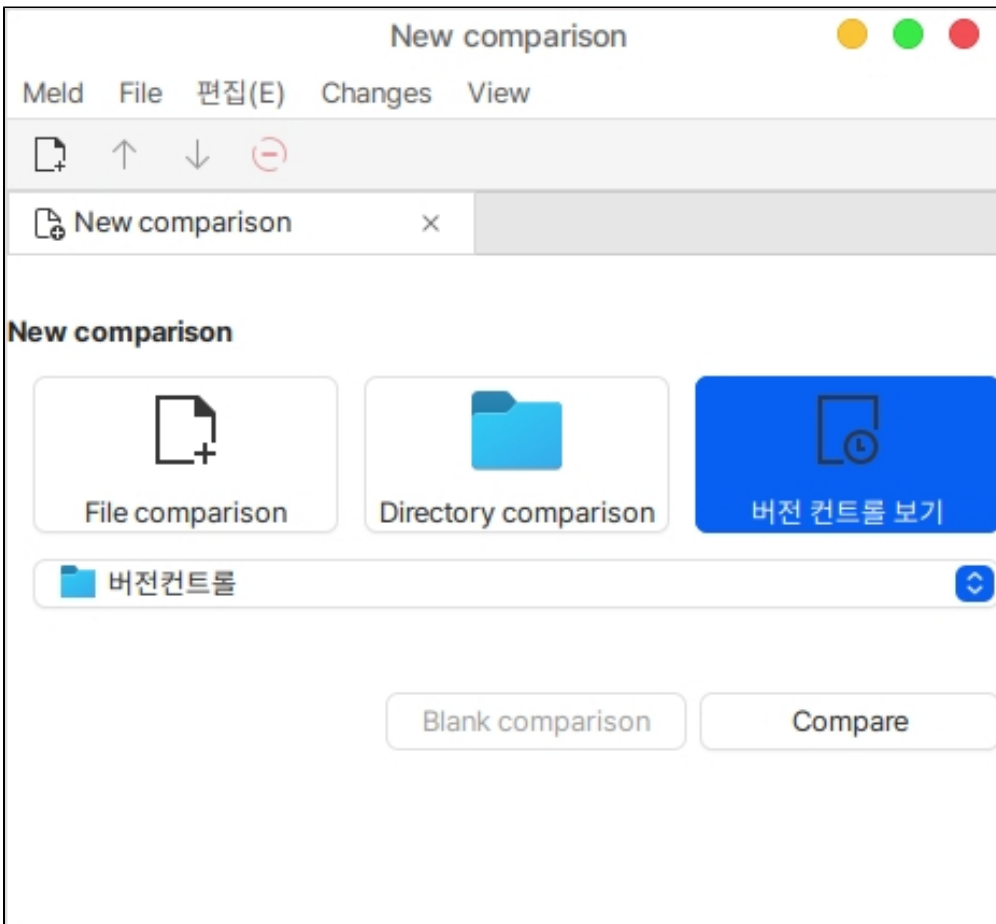 New comparison
Meld File 편집(E) Changes View
New comparison ×
New comparison
File comparison Directory comparison 버전 컨트롤 보기
버전컨트롤
Blank comparison Compare